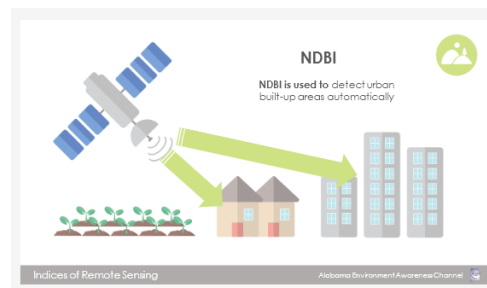 NDBI
NDBI is used to detect urban
built-up areas automatically
Indices of Remote Sensing
Alabama Environment Awareness Channel